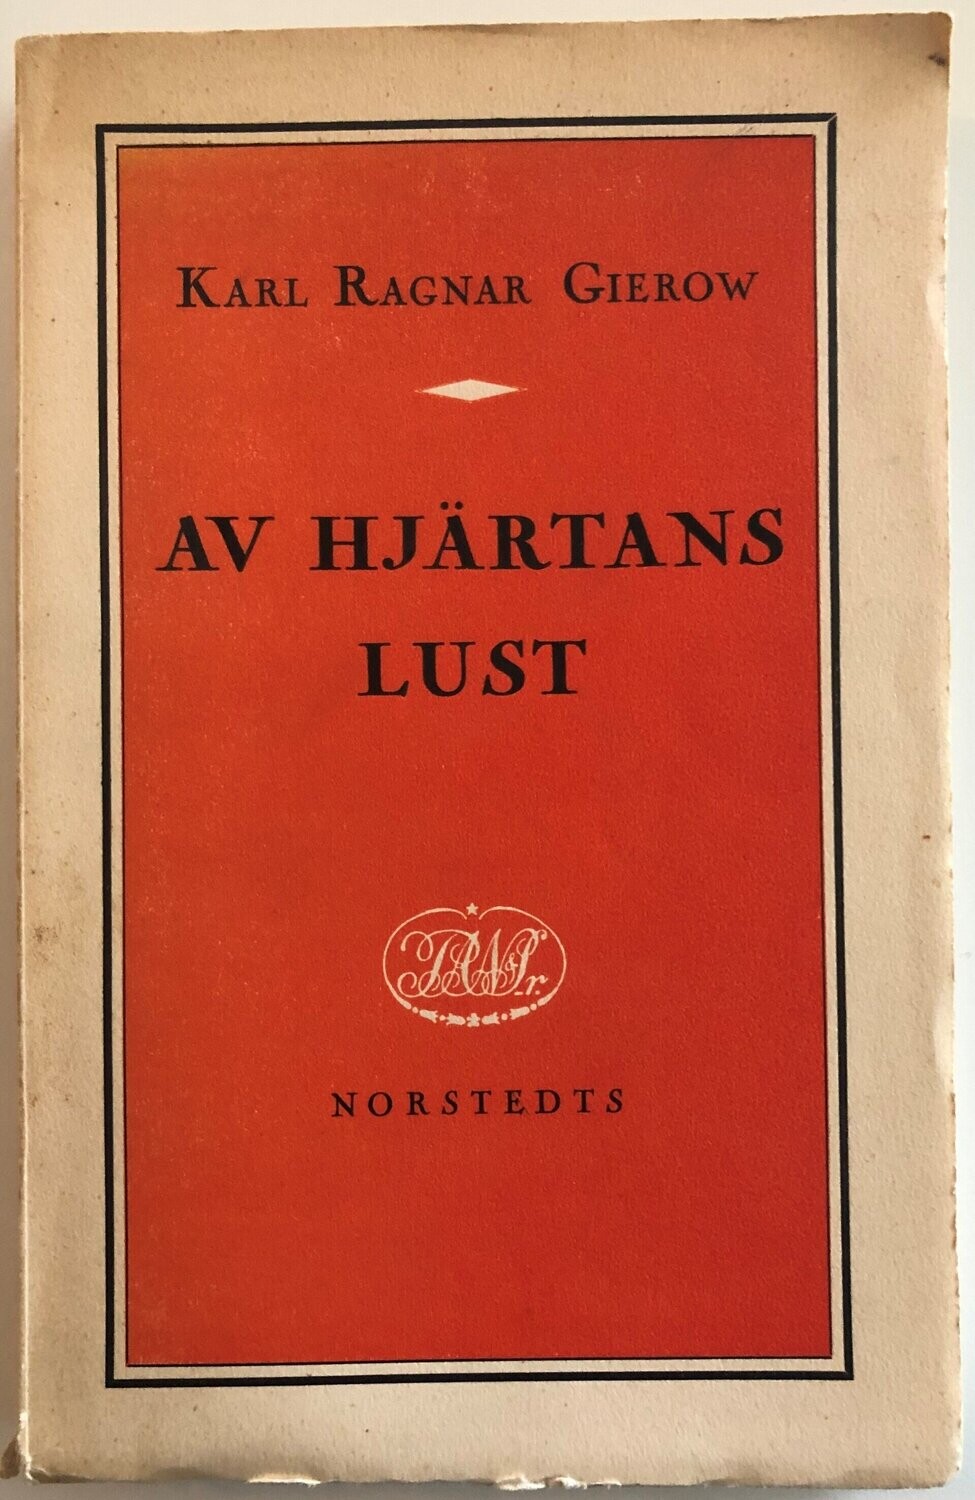 KARL RAGNAR GIEROW
AV HJÄRTANS
LUST
NORSTEDTS